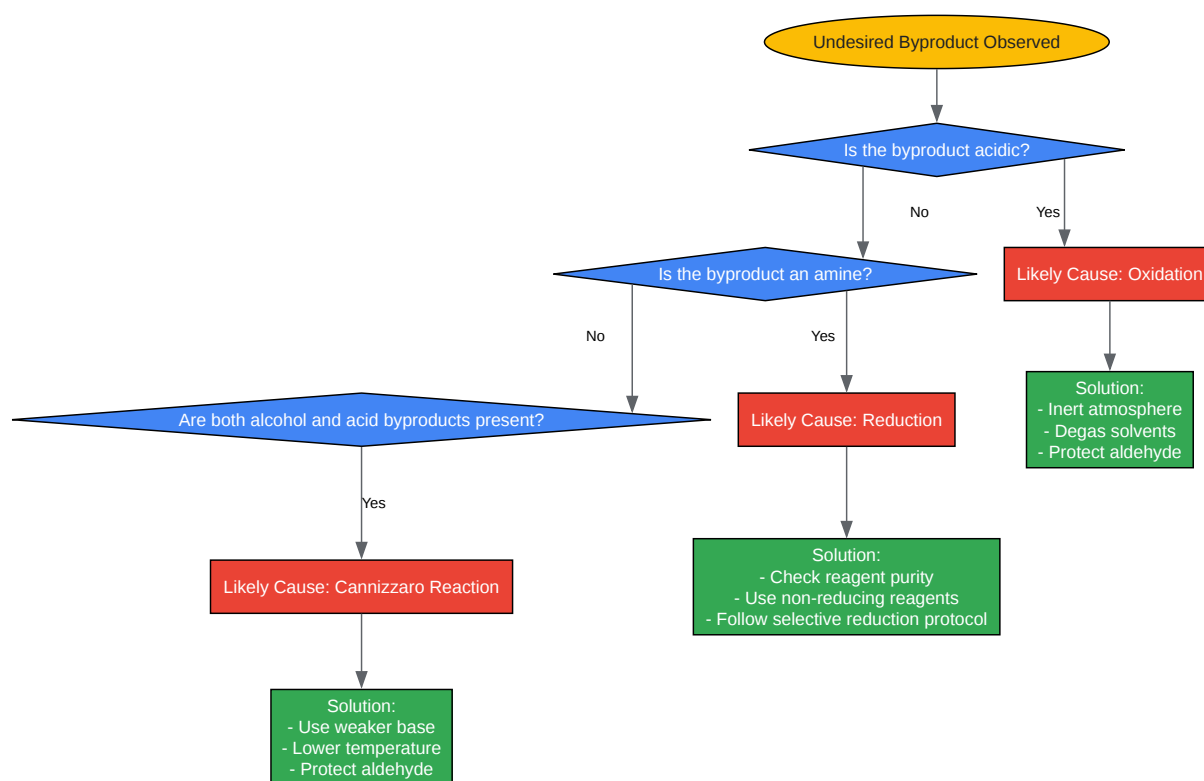 Undesired Byproduct Observed
Is the byproduct acidic?
No
Yes
Is the byproduct an amine?
Likely Cause: Oxidation
No
Yes
Solution:
- Inert atmosphere
- Degas solvents
- Protect aldehyde
Are both alcohol and acid byproducts present?
Likely Cause: Reduction
Yes
Solution:
- Check reagent purity
- Use non-reducing reagents
- Follow selective reduction protocol
Likely Cause: Cannizzaro Reaction
Solution:
- Use weaker base
- Lower temperature
- Protect aldehyde